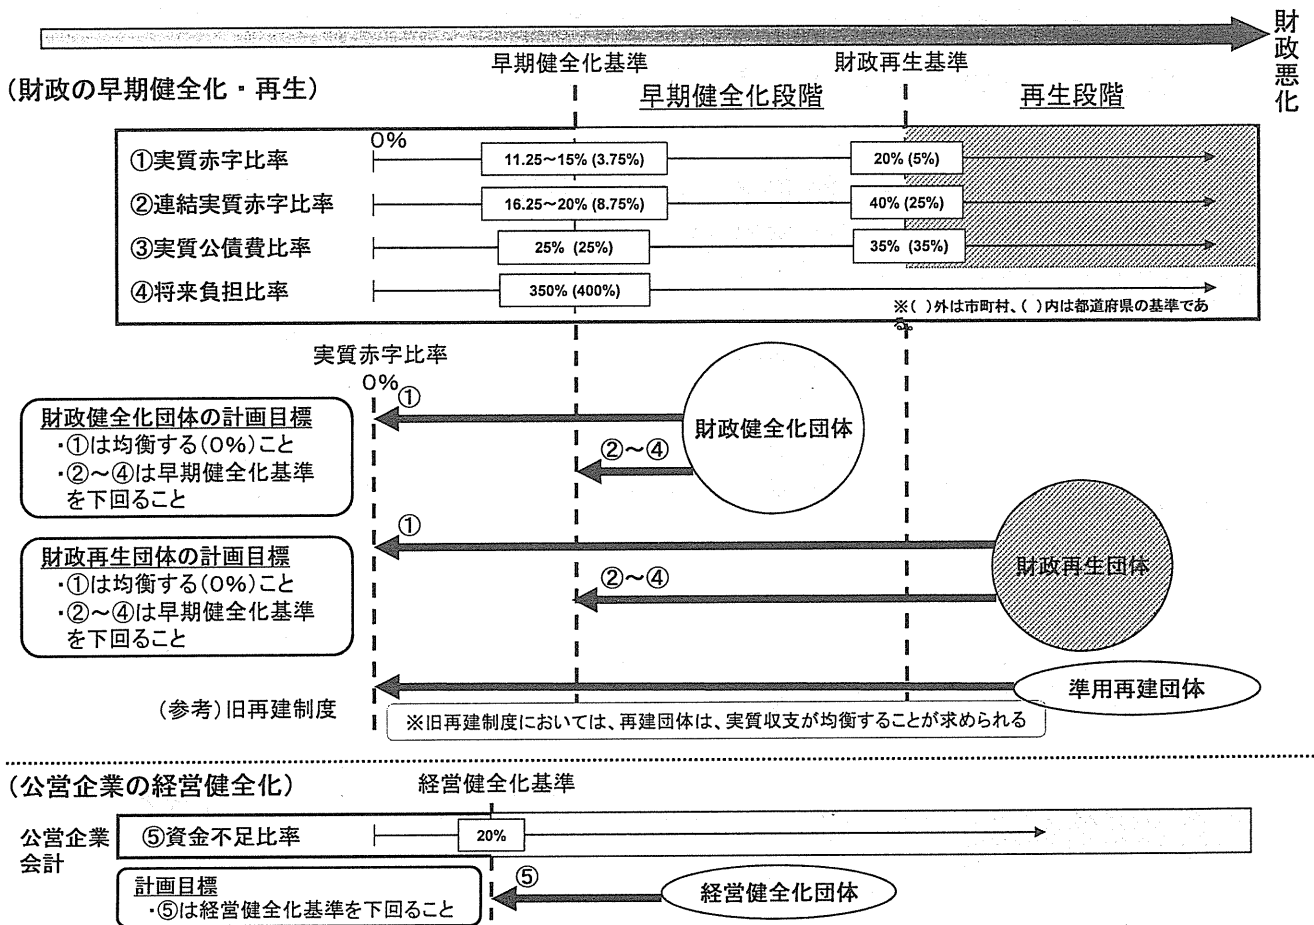 財政悪化
早期健全化基準
財政再生基準
(財政の早期健全化・再生)
早期健全化段階
再生段階
0%
①実質赤字比率
11.25～15% (3.75%)
20% (5%)
②連結実質赤字比率
16.25～20% (8.75%)
40% (25%)
③実質公債費比率
25% (25%)
35% (35%)
④将来負担比率
350% (400%)
※( )外は市町村、( )内は都道府県の基準であ
実質赤字比率
0%
①
財政健全化団体の計画目標
・①は均衡する(0%)こと
・②～④は早期健全化基準
を下回ること
財政健全化団体
②～④
①
財政再生団体の計画目標
・①は均衡する(0%)こと
・②～④は早期健全化基準
を下回ること
財政再生団体
②～④
(参考)旧再建制度
準用再建団体
※旧再建制度においては、再建団体は、実質収支が均衡することが求められる
(公営企業の経営健全化)
経営健全化基準
公営企業
会計
⑤資金不足比率
20%
計画目標
・⑤は経営健全化基準を下回ること
⑤
経営健全化団体